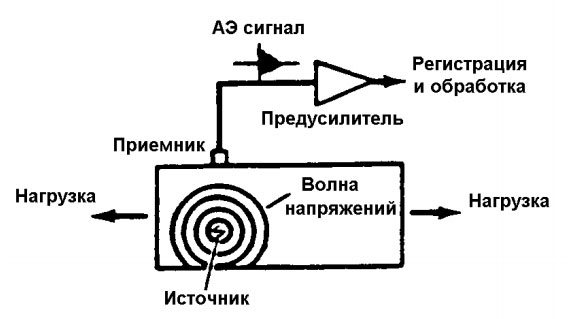 АЭ сигнал
Регистрация
и обработка
Предусилитель
Приемник
Волна
напряжений
Нагрузка
Нагрузка
Источник